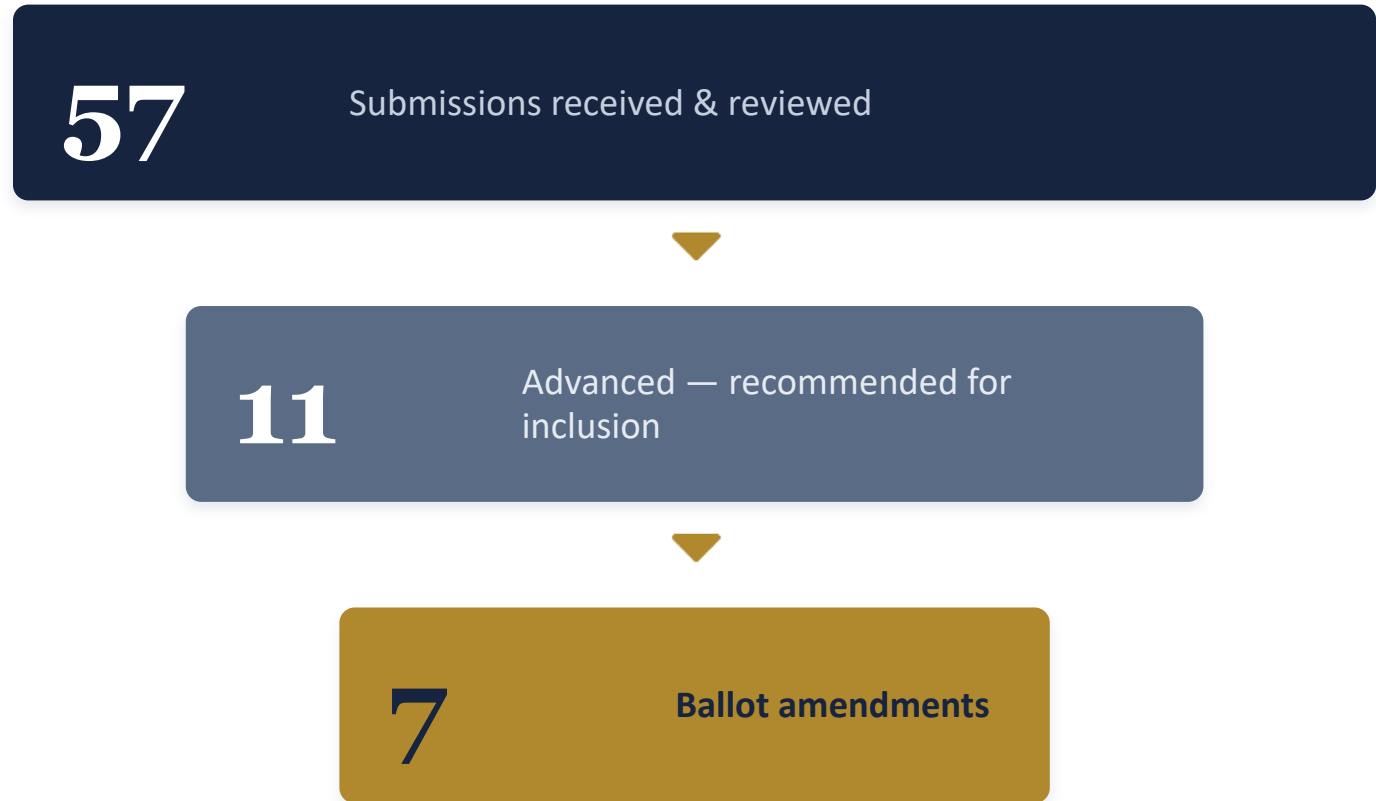 57
Submissions received & reviewed
11
Advanced — recommended for
inclusion
7
Ballot amendments